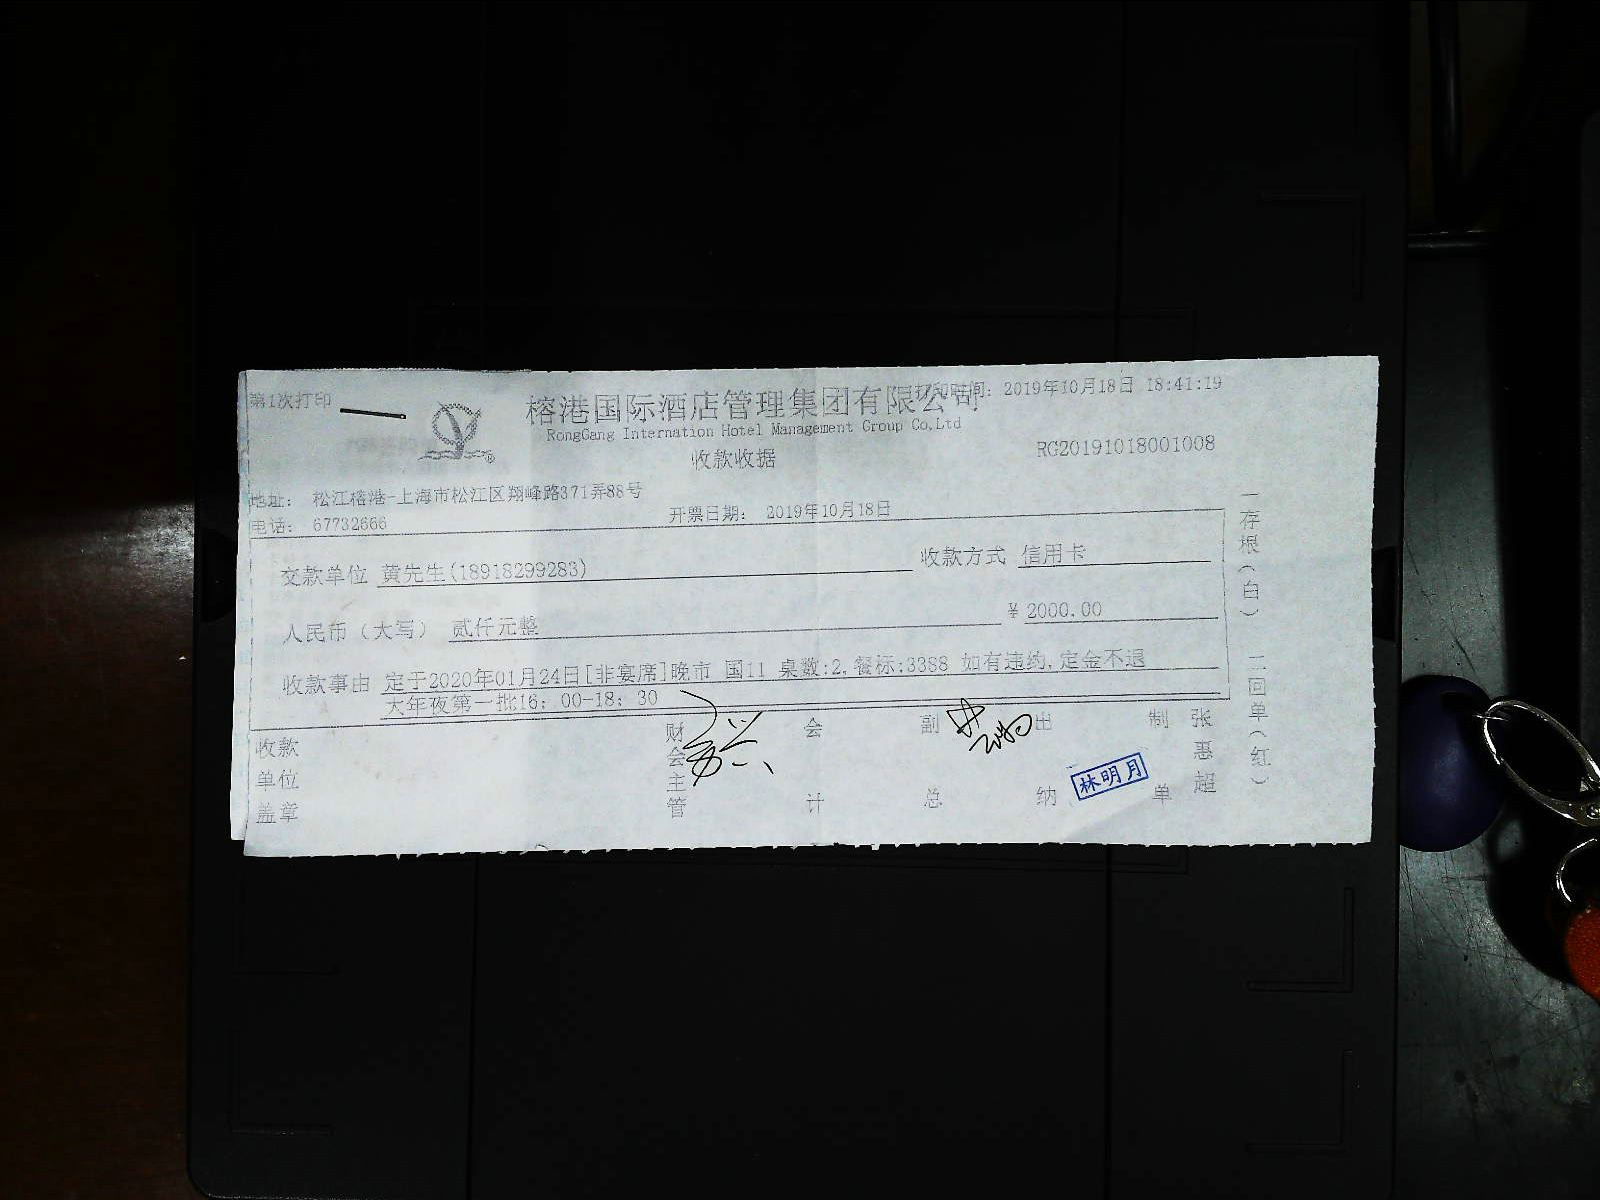 第1次打印
打印时间: 2019年10月18日 18:41:19
榕港国际酒店管理集团有限公司
RongGang Internation Hotel Management Group Co,Ltd
收款收据
RG20191018001008
地址: 松江榕港-上海市松江区翔峰路371弄88号
电话: 67732666
开票日期: 2019年10月18日
交款单位 黄先生(18918299283)
收款方式 信用卡
人民币（大写） 贰仟元整
¥ 2000.00
收款事由 定于2020年01月24日[非宴席]晚市 国11 桌数:2,餐标:3388 如有违约,定金不退
大年夜第一批16: 00-18: 30
收款单位盖章
财会主管
会计
副总
出纳
林明月
制单
张惠超
一存根（白） 二回单（红）